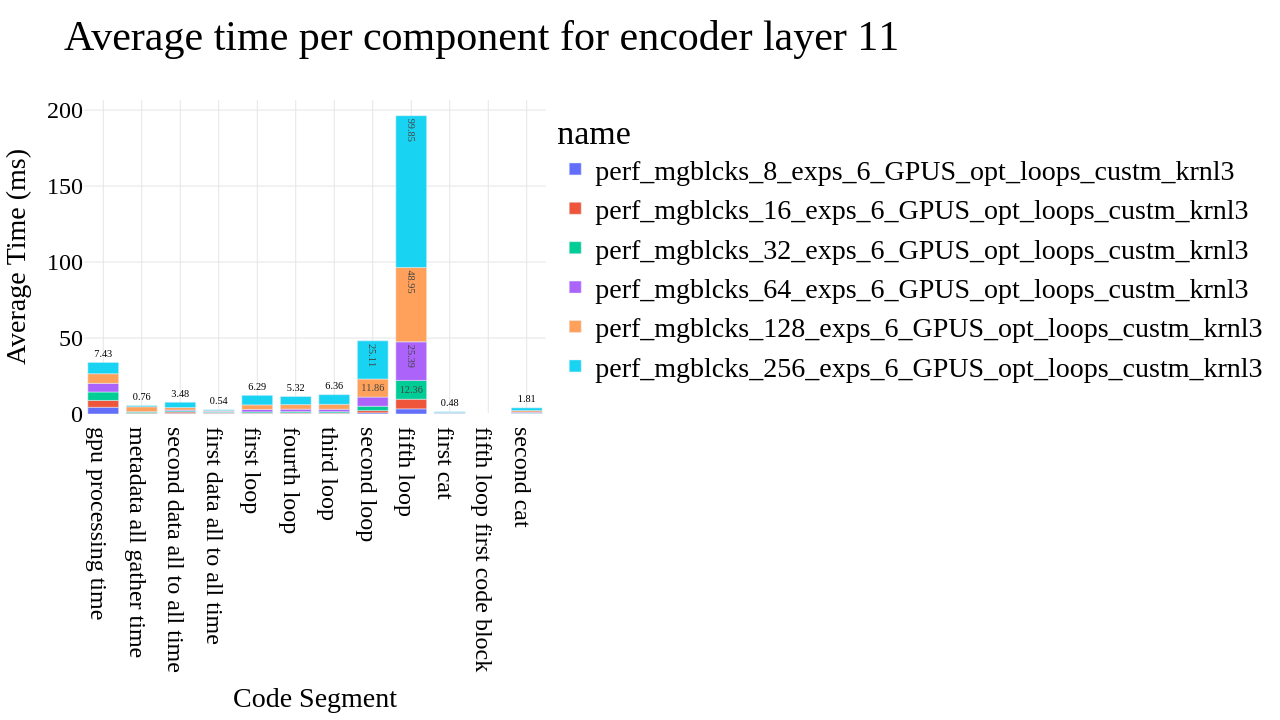 Average time per component for encoder layer 11
200
150
100
50
0
Average Time (ms)
7.43
0.76
3.48
0.54
6.29
5.32
6.36
25.11
11.86
99.85
48.95
25.39
12.36
0.48
1.81
gpu processing time
metadata all gather time
second data all to all time
first data all to all time
first loop
fourth loop
third loop
second loop
fifth loop
first cat
fifth loop first code block
second cat
Code Segment
name
perf_mgblcks_8_exps_6_GPUS_opt_loops_custm_krnl3
perf_mgblcks_16_exps_6_GPUS_opt_loops_custm_krnl3
perf_mgblcks_32_exps_6_GPUS_opt_loops_custm_krnl3
perf_mgblcks_64_exps_6_GPUS_opt_loops_custm_krnl3
perf_mgblcks_128_exps_6_GPUS_opt_loops_custm_krnl3
perf_mgblcks_256_exps_6_GPUS_opt_loops_custm_krnl3